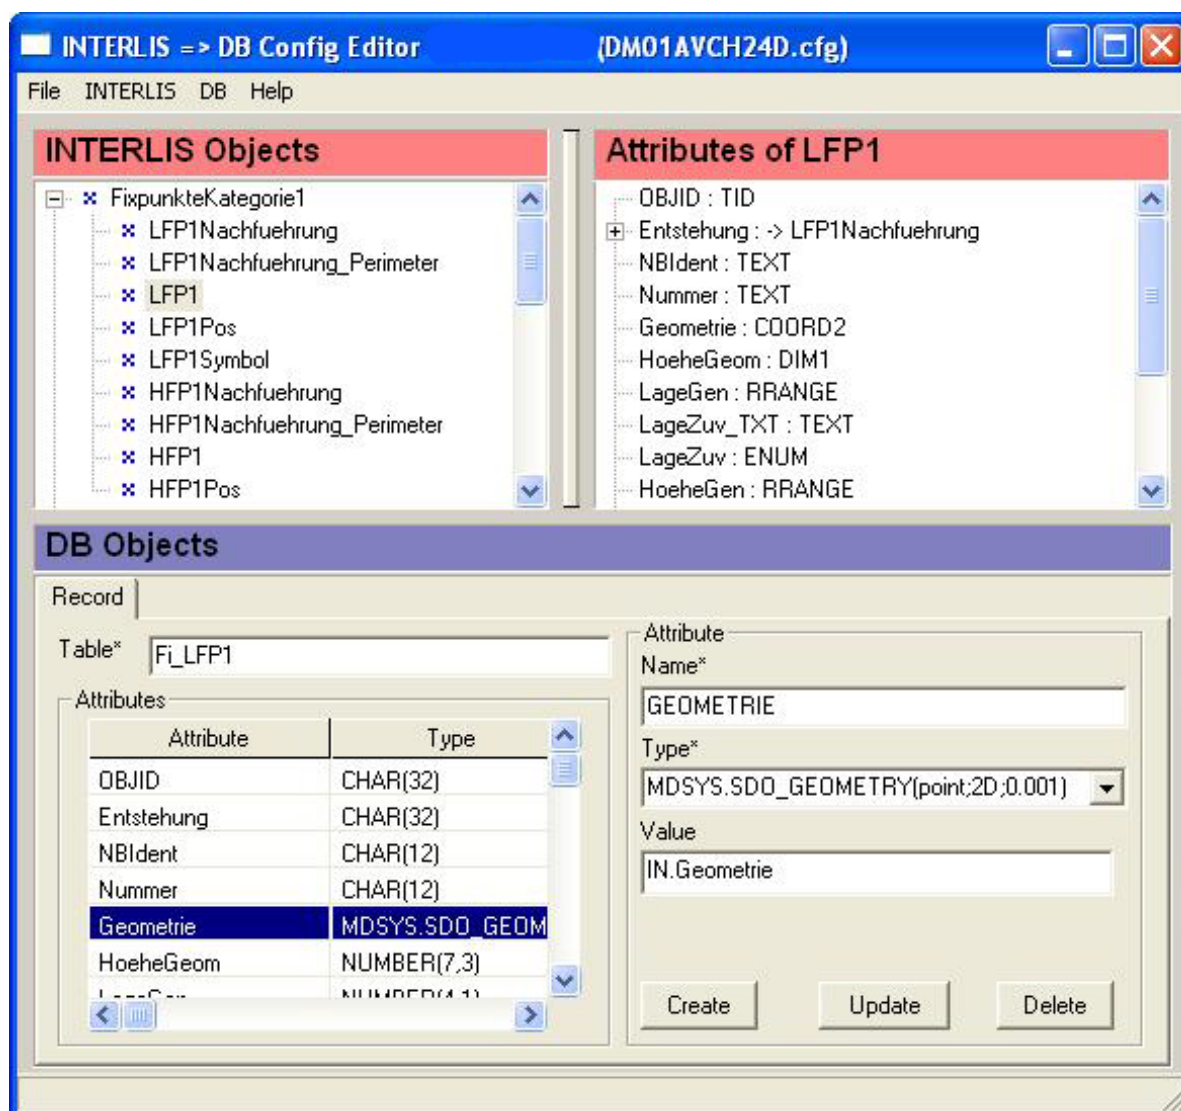 INTERLIS => DB Config Editor (DM01AVCH24D.cfg)
File INTERLIS DB Help
INTERLIS Objects
FixpunkteKategorie1
LFP1Nachfuehrung
LFP1Nachfuehrung_Perimeter
LFP1
LFP1Pos
LFP1Symbol
HFP1Nachfuehrung
HFP1Nachfuehrung_Perimeter
HFP1
HFP1Pos
Attributes of LFP1
OBJID : TID
Entstehung : -> LFP1Nachfuehrung
NBIdent : TEXT
Nummer : TEXT
Geometrie : COORD2
HoeheGeom : DIM1
LageGen : RRANGE
LageZuv_TXT : TEXT
LageZuv : ENUM
HoeheGen : RRANGE
DB Objects
Record
Table* Fi_LFP1
Attributes
Attribute Type
OBJID CHAR(32)
Entstehung CHAR(32)
NBIdent CHAR(12)
Nummer CHAR(12)
Geometrie MDSYS.SDO_GEOM
HoeheGeom NUMBER(7,3)
LageGen NUMBER(4,1)
Attribute
Name*
GEOMETRIE
Type*
MDSYS.SDO_GEOMETRY(point;2D;0.001)
Value
IN.Geometrie
Create Update Delete